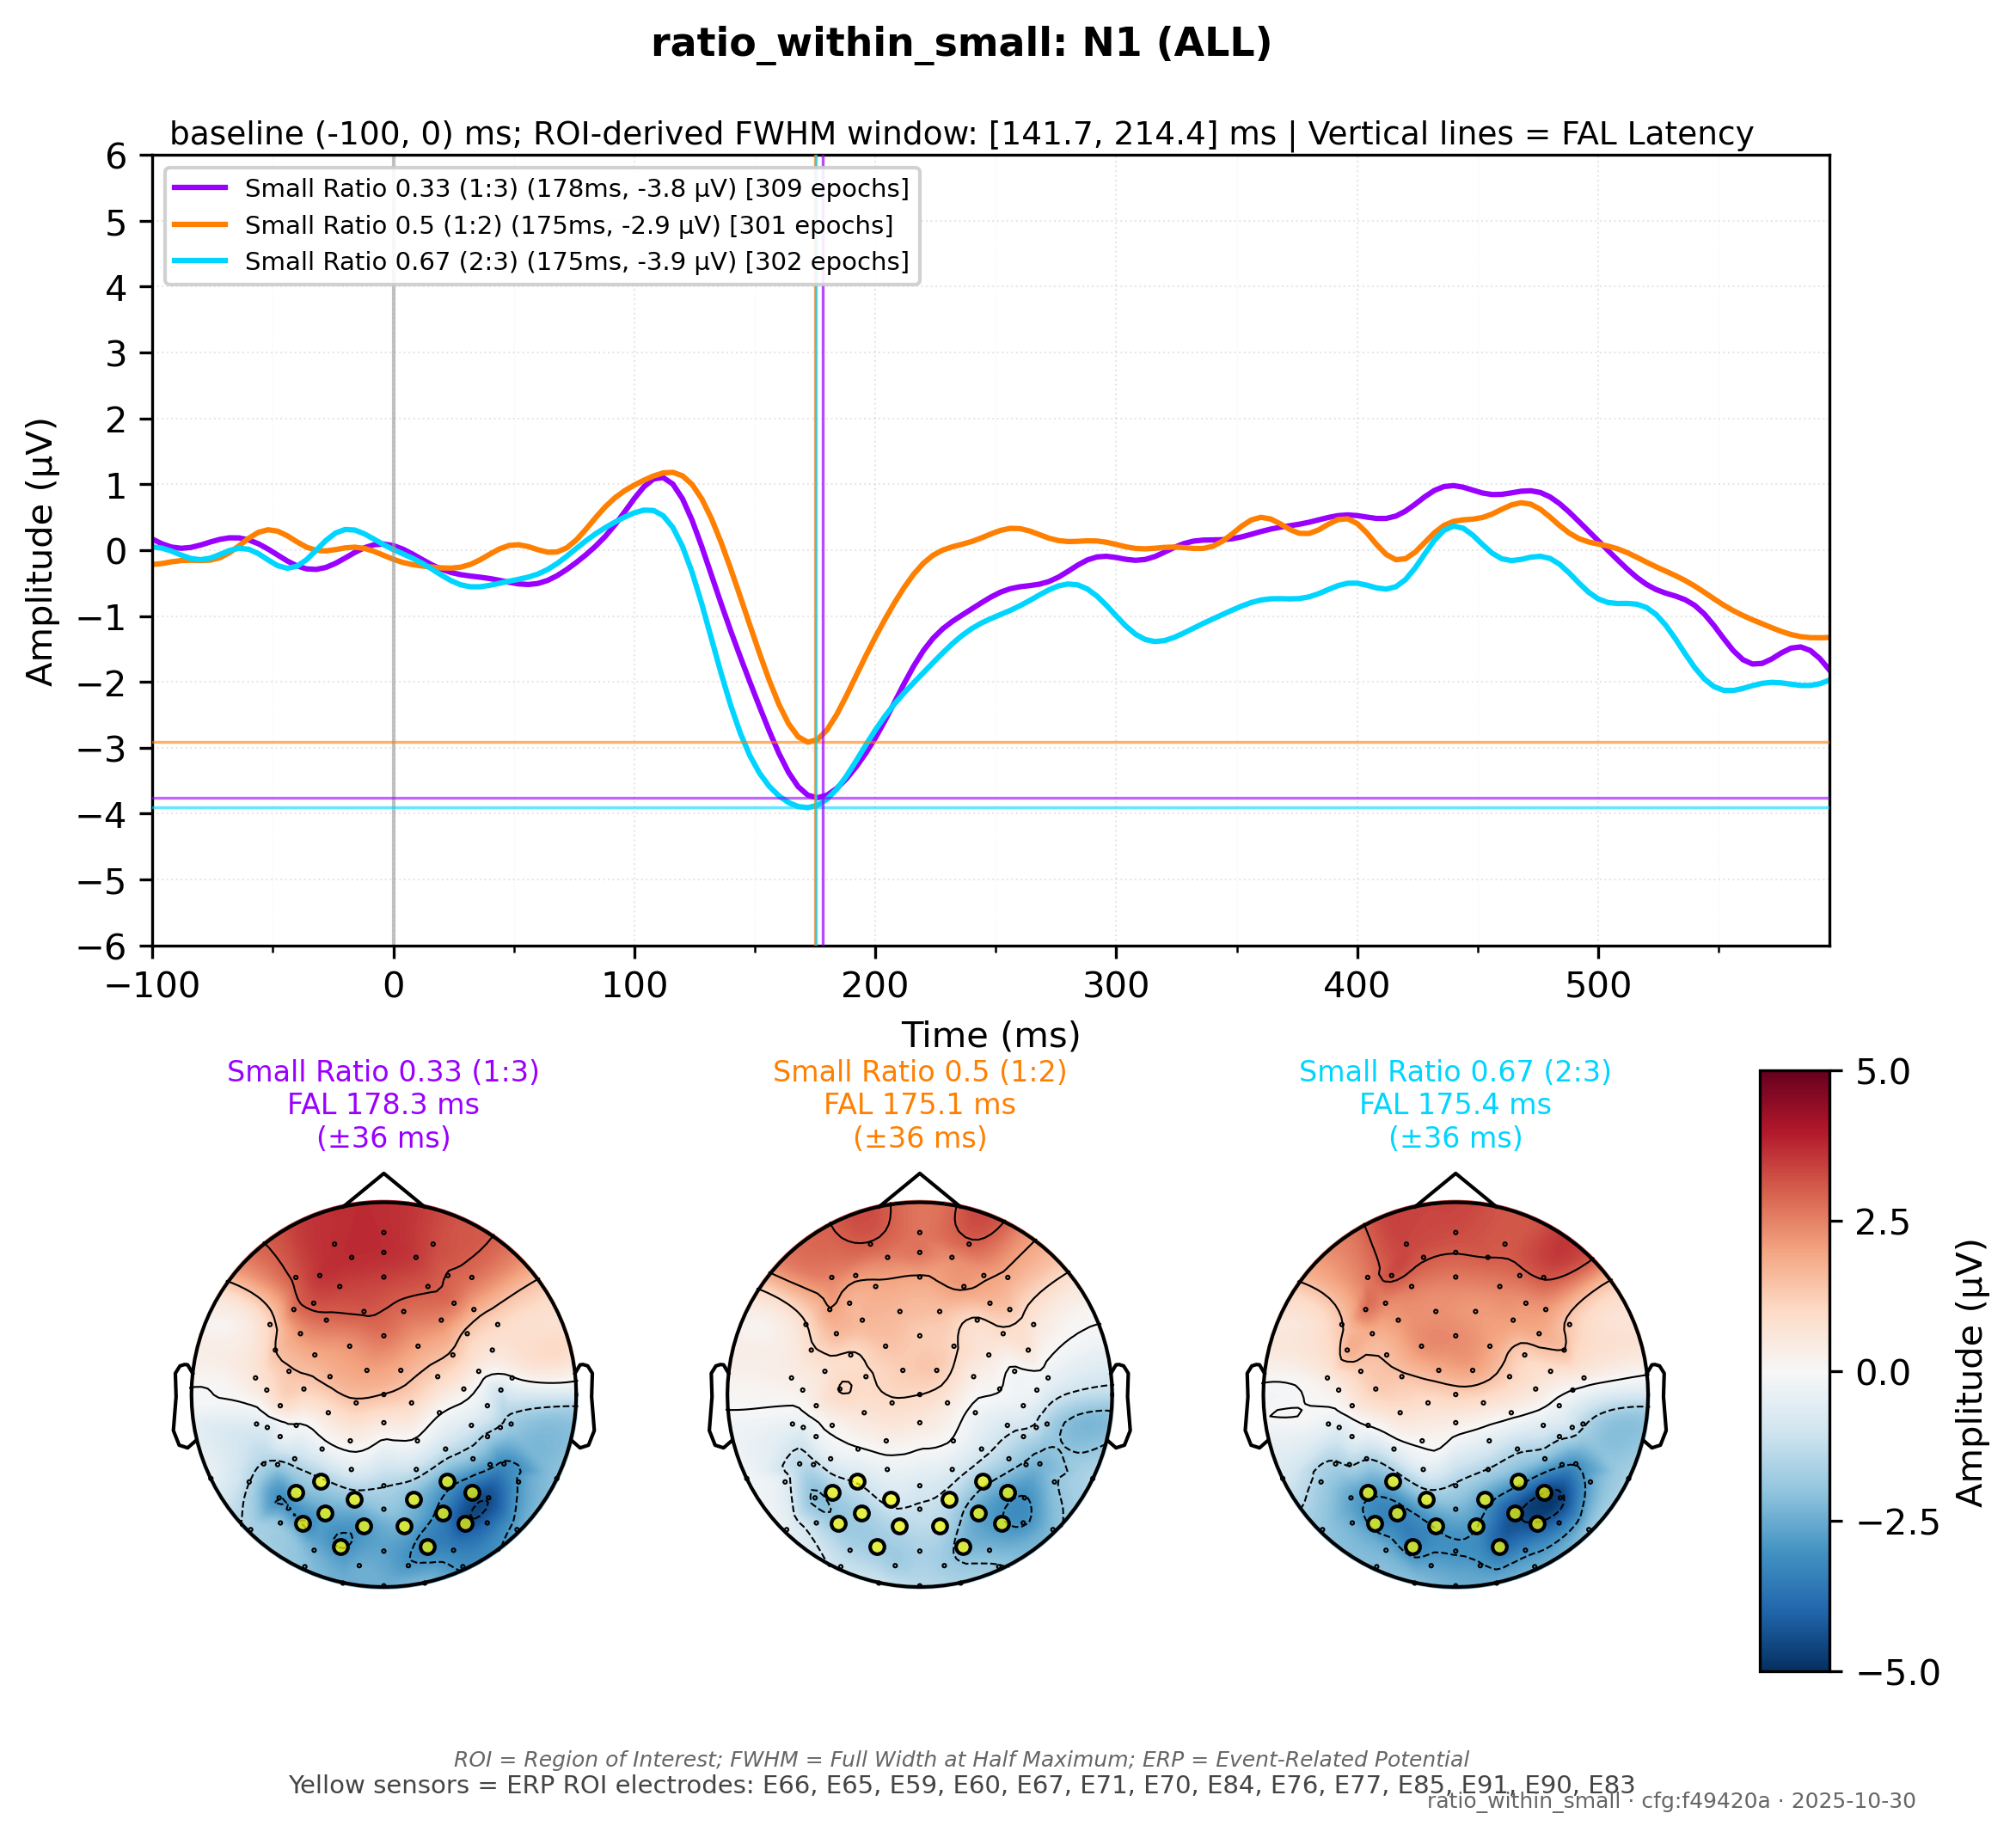 ratio_within_small: N1 (ALL)
baseline (-100, 0) ms; ROI-derived FWHM window: [141.7, 214.4] ms | Vertical lines = FAL Latency
Small Ratio 0.33 (1:3) (178ms, -3.8 µV) [309 epochs]
Small Ratio 0.5 (1:2) (175ms, -2.9 µV) [301 epochs]
Small Ratio 0.67 (2:3) (175ms, -3.9 µV) [302 epochs]
Amplitude (µV)
6
5
4
3
2
1
0
−1
−2
−3
−4
−5
−6
−100 0 100 200 300 400 500
Time (ms)
Small Ratio 0.33 (1:3)
FAL 178.3 ms
(±36 ms)
Small Ratio 0.5 (1:2)
FAL 175.1 ms
(±36 ms)
Small Ratio 0.67 (2:3)
FAL 175.4 ms
(±36 ms)
5.0
2.5
0.0
−2.5
−5.0
Amplitude (µV)
ROI = Region of Interest; FWHM = Full Width at Half Maximum; ERP = Event-Related Potential
Yellow sensors = ERP ROI electrodes: E66, E65, E59, E60, E67, E71, E70, E84, E76, E77, E85, E91, E90, E83
ratio_within_small · cfg:f49420a · 2025-10-30